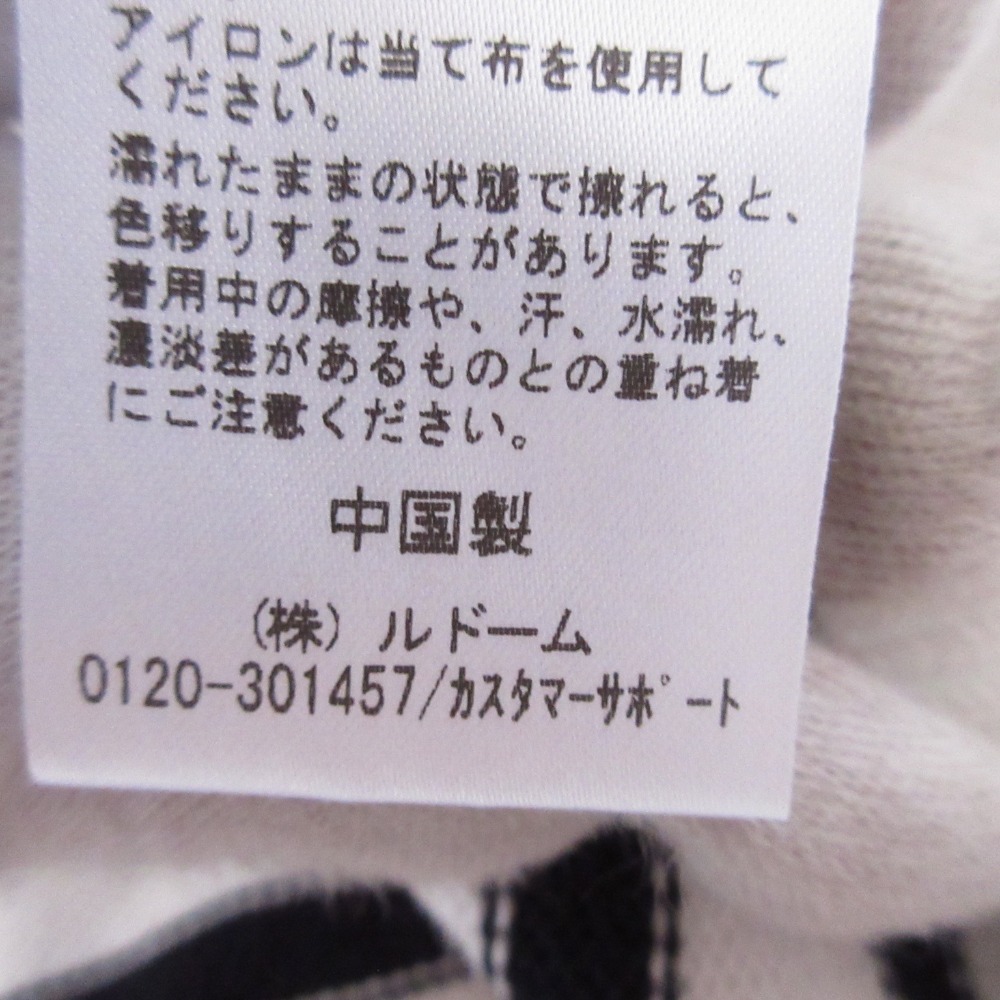 アイロンは当て布を使用して
ください。
濡れたままの状態で擦れると、
色移りすることがあります。
着用中の摩擦や、汗、水濡れ、
濃淡差があるものとの重ね着
にご注意ください。
中国製
(株) ルドーム
0120-301457/カスタマーサポート